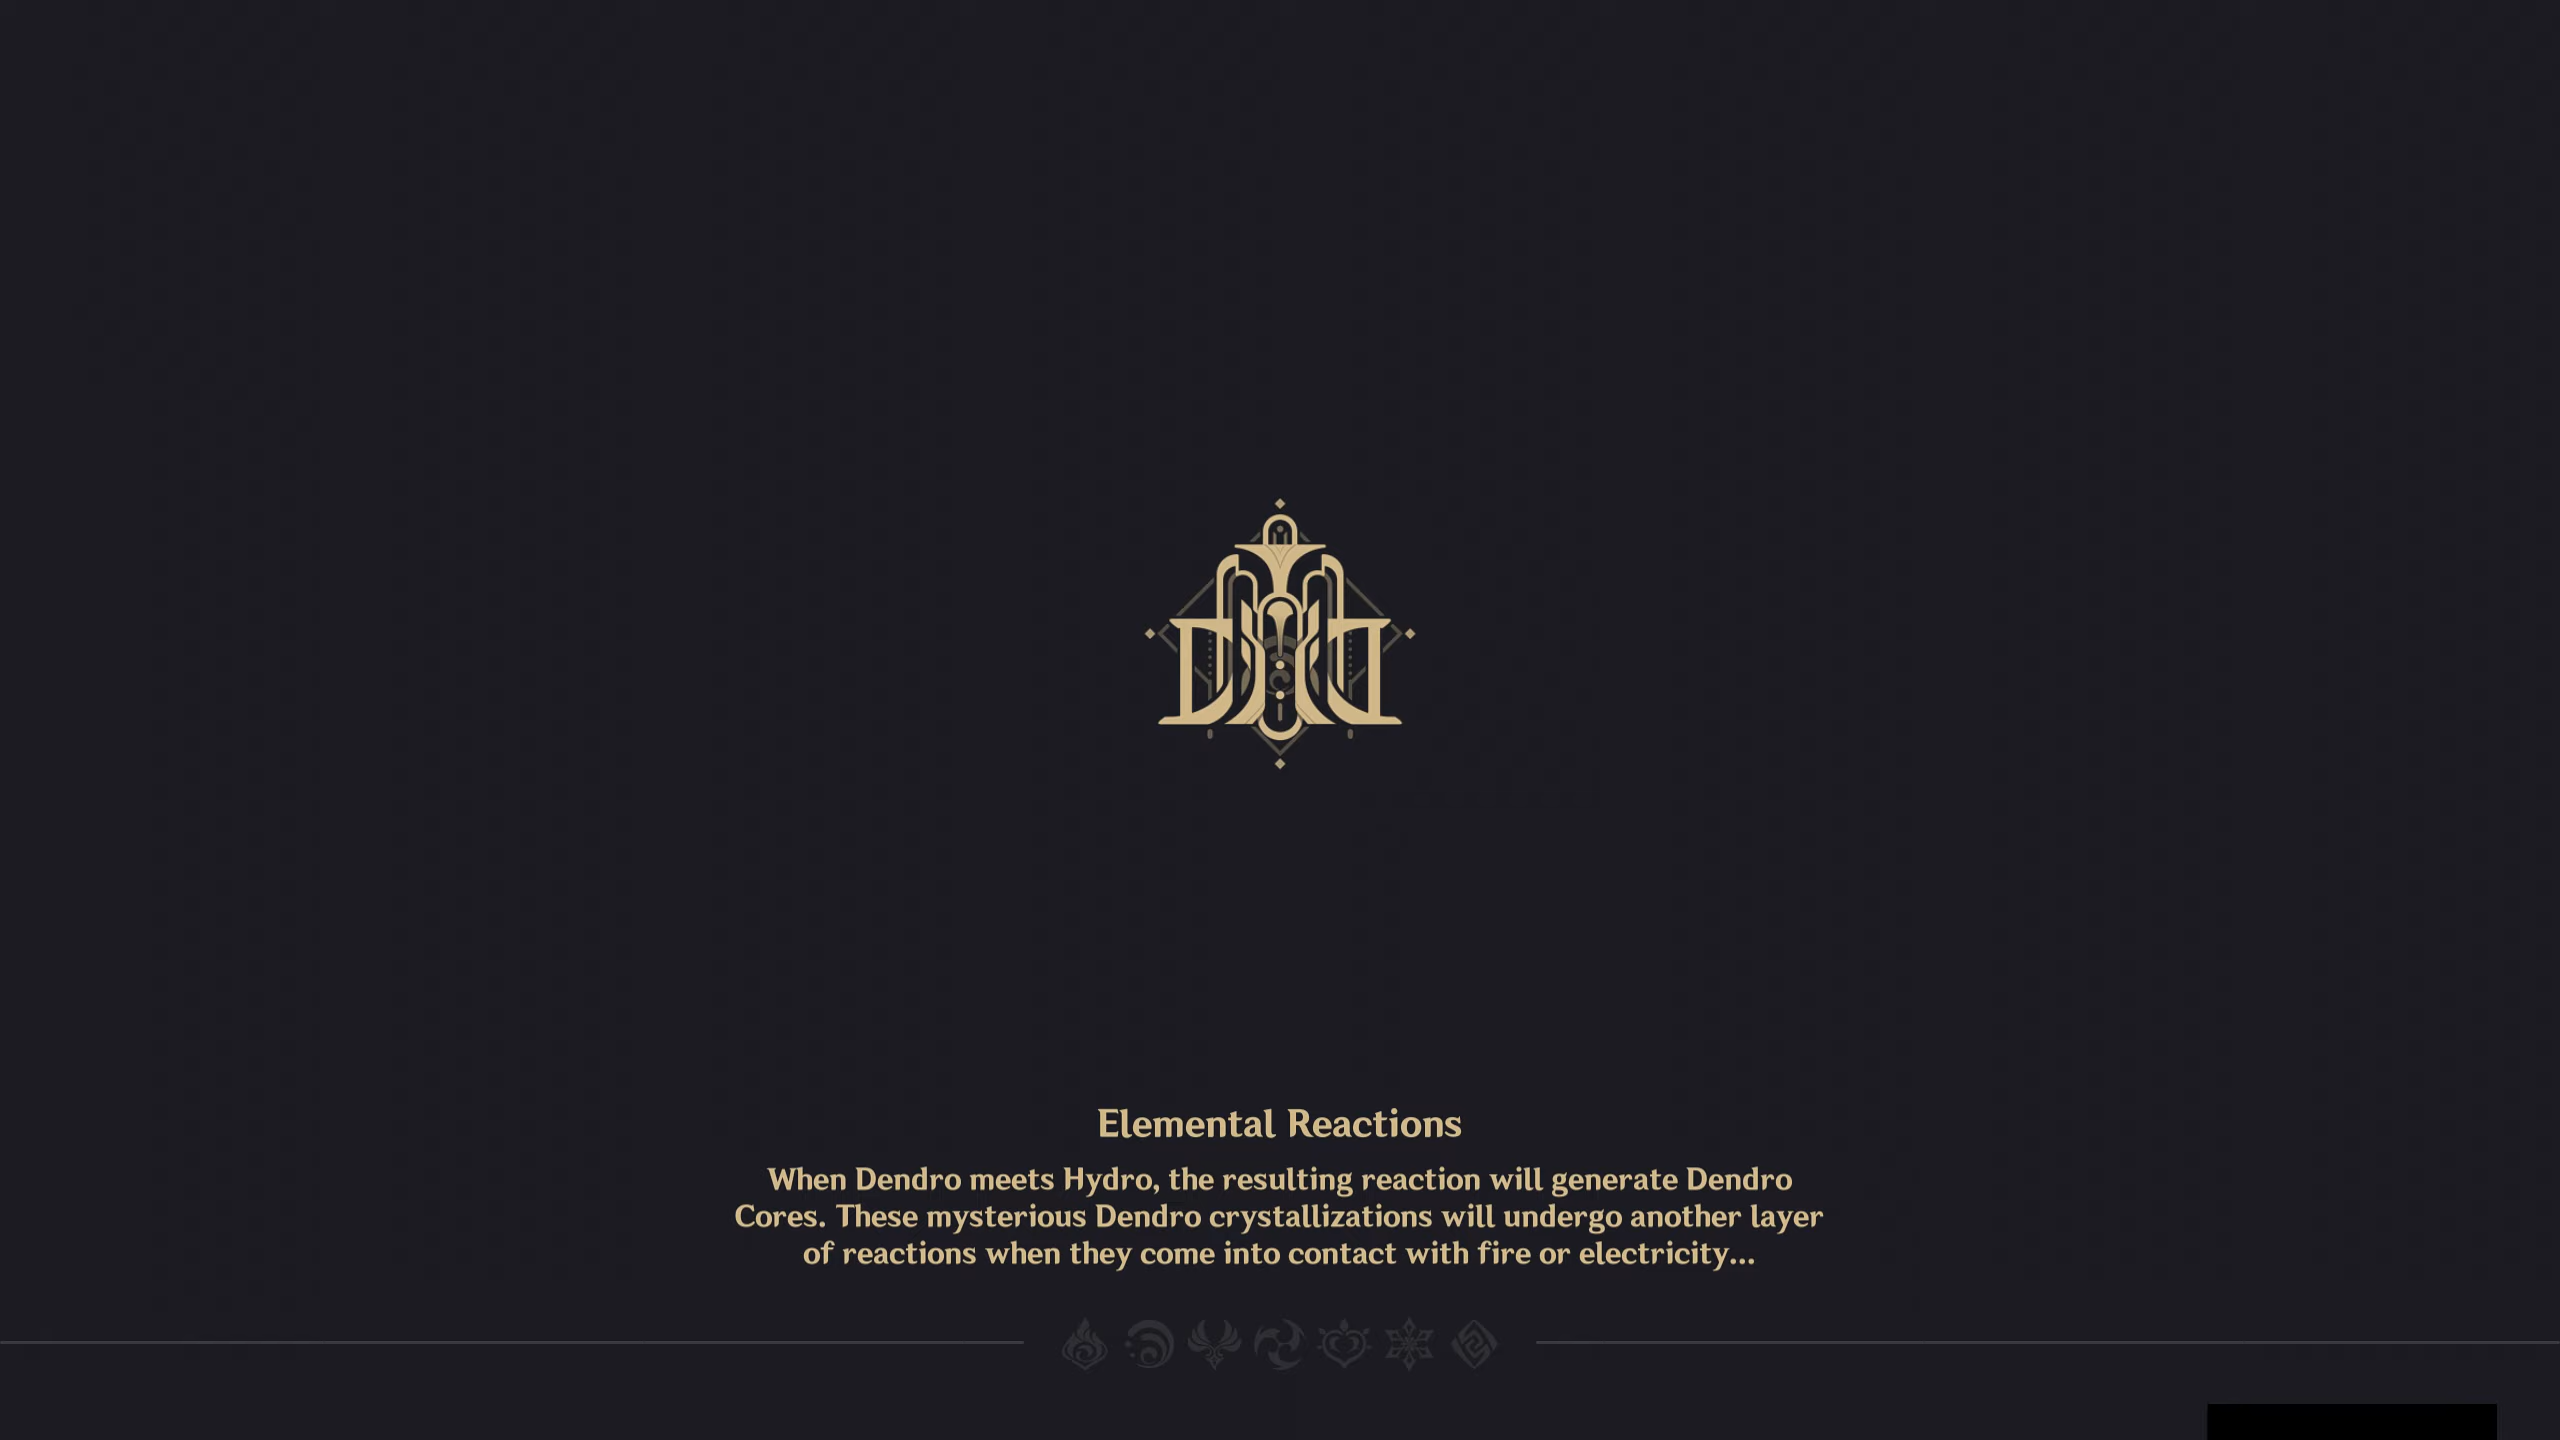 Elemental Reactions
When Dendro meets Hydro, the resulting reaction will generate Dendro
Cores. These mysterious Dendro crystallizations will undergo another layer
of reactions when they come into contact with fire or electricity...